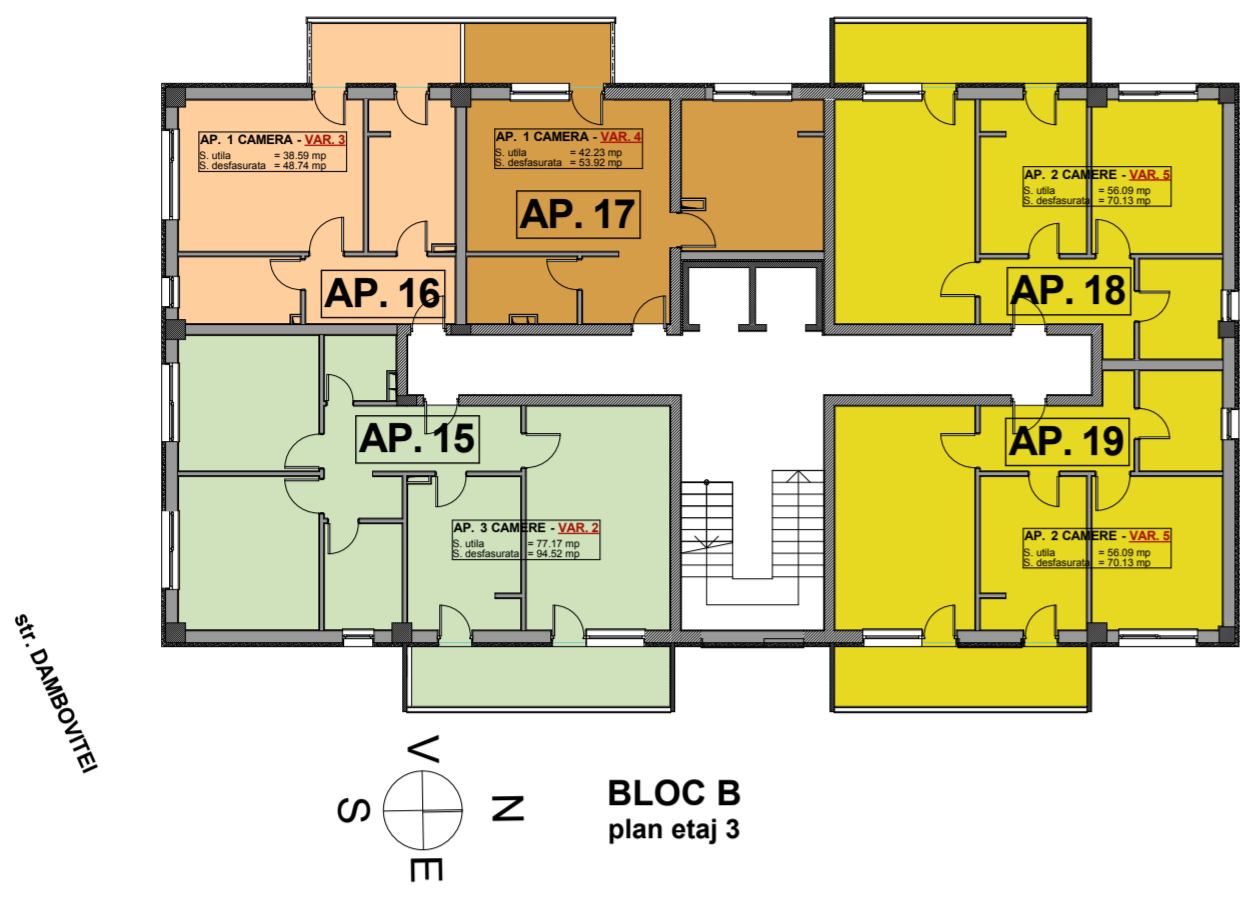 AP. 1 CAMERA - VAR. 3
S. utila = 38.59 mp
S. desfasurata = 48.74 mp
AP. 16
AP. 1 CAMERA - VAR. 4
S. utila = 42.23 mp
S. desfasurata = 53.92 mp
AP. 17
AP. 2 CAMERE - VAR. 5
S. utila = 56.09 mp
S. desfasurata = 70.13 mp
AP. 18
AP. 15
AP. 3 CAMERE - VAR. 2
S. utila = 77.17 mp
S. desfasurata = 94.52 mp
AP. 19
AP. 2 CAMERE - VAR. 5
S. utila = 56.09 mp
S. desfasurata = 70.13 mp
str. DAMBOVITEI
V
S
N
E
BLOC B
plan etaj 3